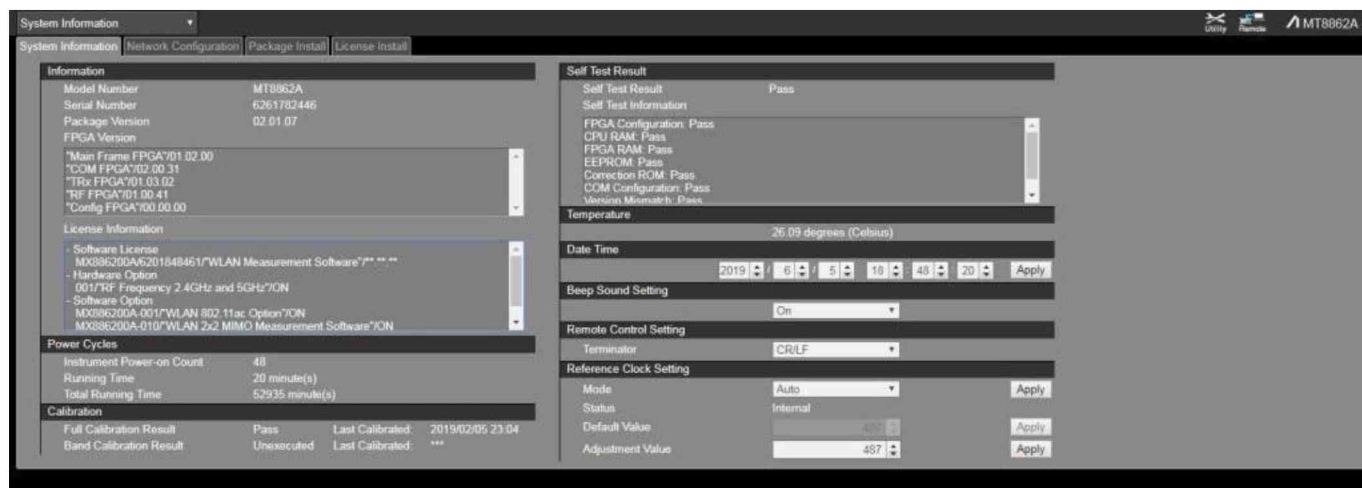 System Information
Utility
Remote
MT8862A
System Information Network Configuration Package Install License Install
Information
Model Number MT8862A
Serial Number 6261782446
Package Version 02.01.07
FPGA Version
"Main Frame FPGA"/01.02.00
"COM FPGA"/02.00.31
"TRx FPGA"/01.03.02
"RF FPGA"/01.00.41
"Config FPGA"/00.00.00
License Information
- Software License
MX886200A/6201848461/"WLAN Measurement Software"/**.**.**
- Hardware Option
001/"RF Frequency 2.4GHz and 5GHz"/ON
- Software Option
MX886200A-001/"WLAN 802.11ac Option"/ON
MX886200A-010/"WLAN 2x2 MIMO Measurement Software"/ON
Power Cycles
Instrument Power-on Count 48
Running Time 20 minute(s)
Total Running Time 52935 minute(s)
Calibration
Full Calibration Result Pass Last Calibrated: 2019/02/05 23:04
Band Calibration Result Unexecuted Last Calibrated: ***
Self Test Result
Self Test Result Pass
Self Test Information
FPGA Configuration: Pass
CPU RAM: Pass
FPGA RAM: Pass
EEPROM: Pass
Correction ROM: Pass
COM Configuration: Pass
Version Mismatch: Pass
Temperature
26.09 degrees (Celsius)
Date Time
2019 / 6 / 5 18 : 48 : 20 Apply
Beep Sound Setting
On
Remote Control Setting
Terminator CR/LF
Reference Clock Setting
Mode Auto Apply
Status Internal
Default Value Apply
Adjustment Value 487 Apply